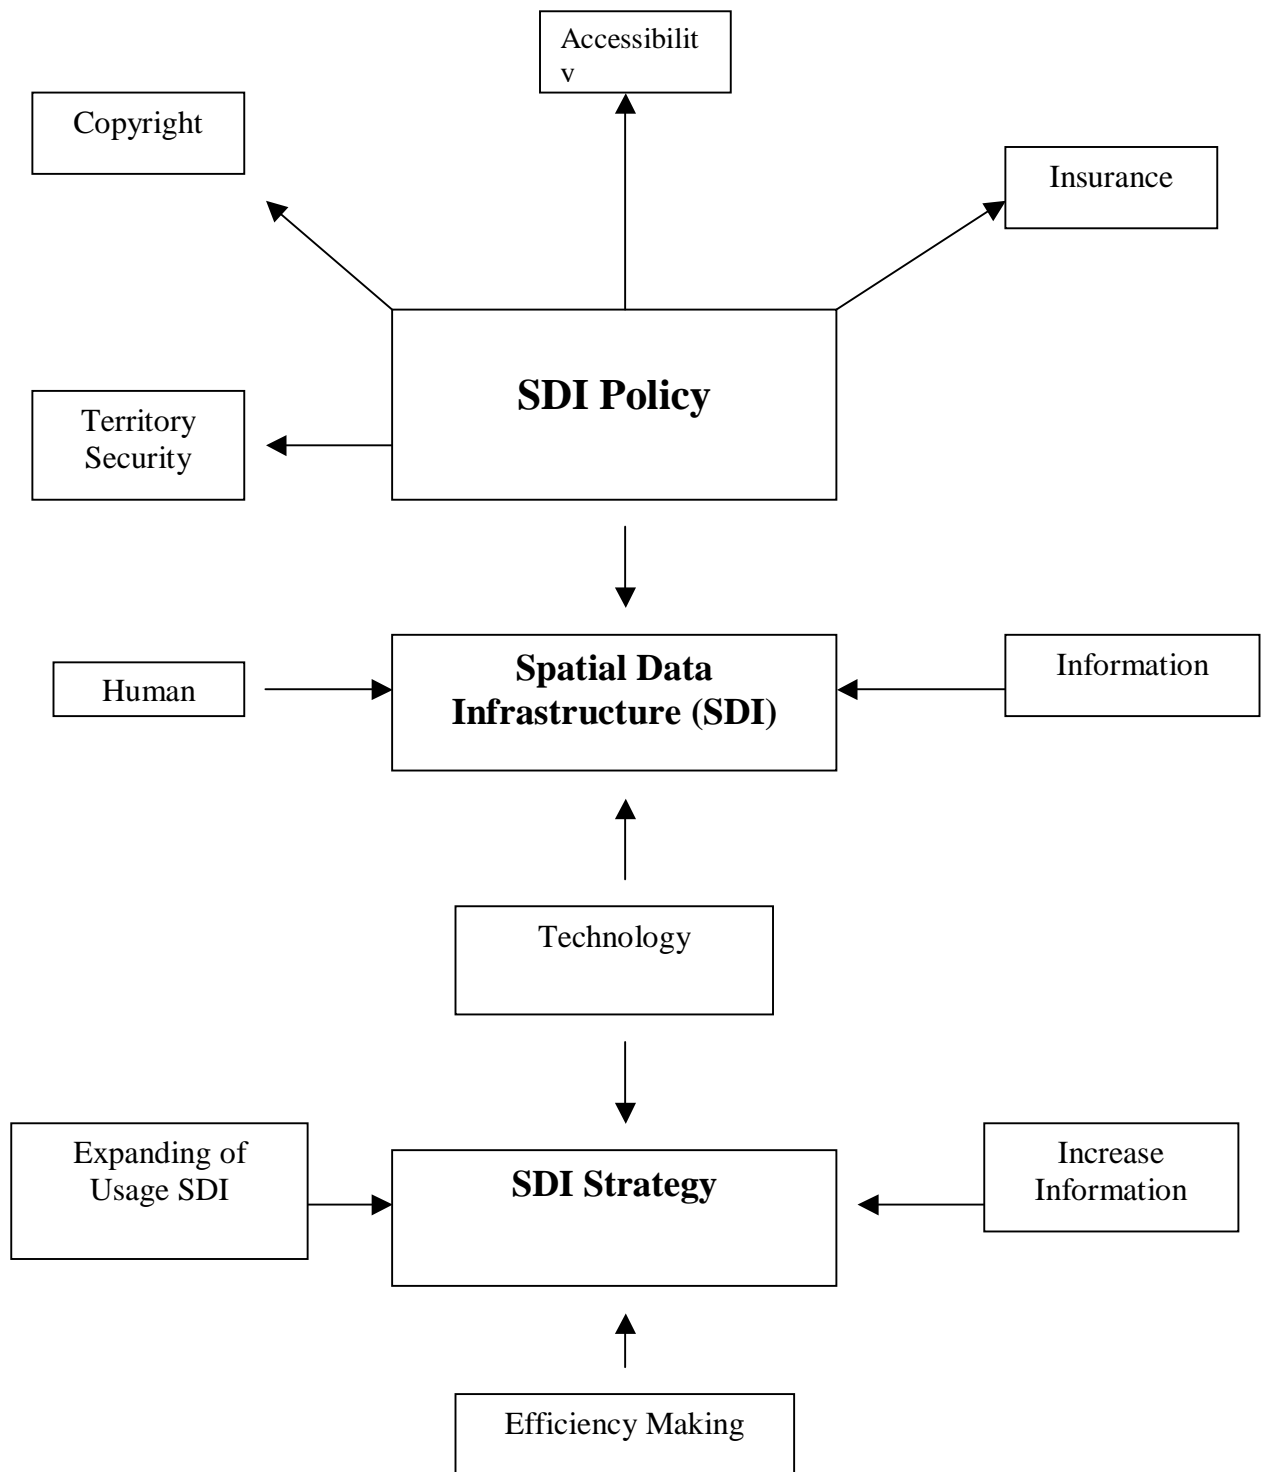 Accessibilit
v
Copyright
Insurance
SDI Policy
Territory
Security
Spatial Data
Infrastructure (SDI)
Human
Information
Technology
Expanding of
Usage SDI
SDI Strategy
Increase
Information
Efficiency Making